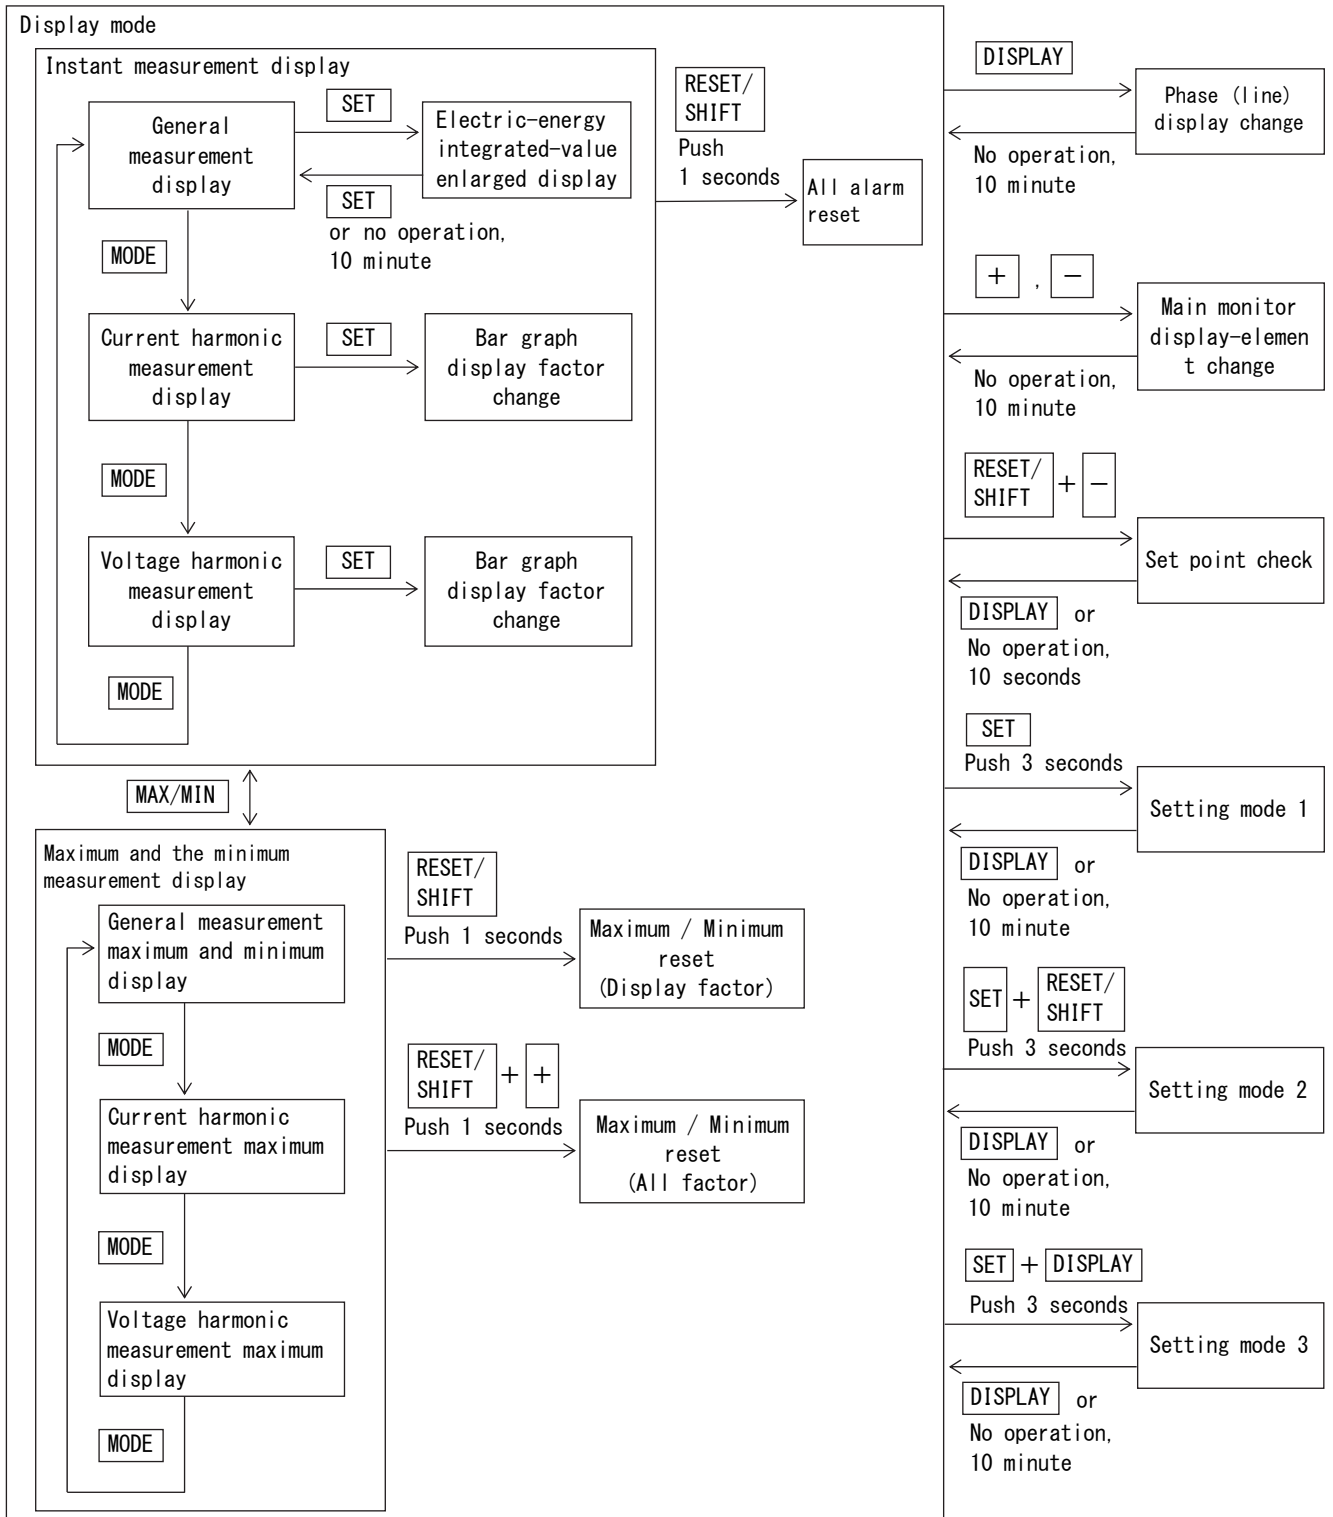 Display mode
Instant measurement display
General
measurement
display
SET
Electric-energy
integrated-value
enlarged display
SET
or no operation,
10 minute
MODE
Current harmonic
measurement
display
SET
Bar graph
display factor
change
MODE
Voltage harmonic
measurement
display
SET
Bar graph
display factor
change
MODE
RESET/
SHIFT
Push
1 seconds
All alarm
reset
MAX/MIN
Maximum and the minimum
measurement display
General measurement
maximum and minimum
display
MODE
Current harmonic
measurement maximum
display
MODE
Voltage harmonic
measurement maximum
display
MODE
RESET/
SHIFT
Push 1 seconds
Maximum / Minimum
reset
(Display factor)
RESET/
SHIFT + +
Push 1 seconds
Maximum / Minimum
reset
(All factor)
DISPLAY
Phase (line)
display change
No operation,
10 minute
+ , −
Main monitor
display-elemen
t change
No operation,
10 minute
RESET/
SHIFT + −
Set point check
DISPLAY or
No operation,
10 seconds
SET
Push 3 seconds
Setting mode 1
DISPLAY or
No operation,
10 minute
SET + RESET/
SHIFT
Push 3 seconds
Setting mode 2
DISPLAY or
No operation,
10 minute
SET + DISPLAY
Push 3 seconds
Setting mode 3
DISPLAY or
No operation,
10 minute